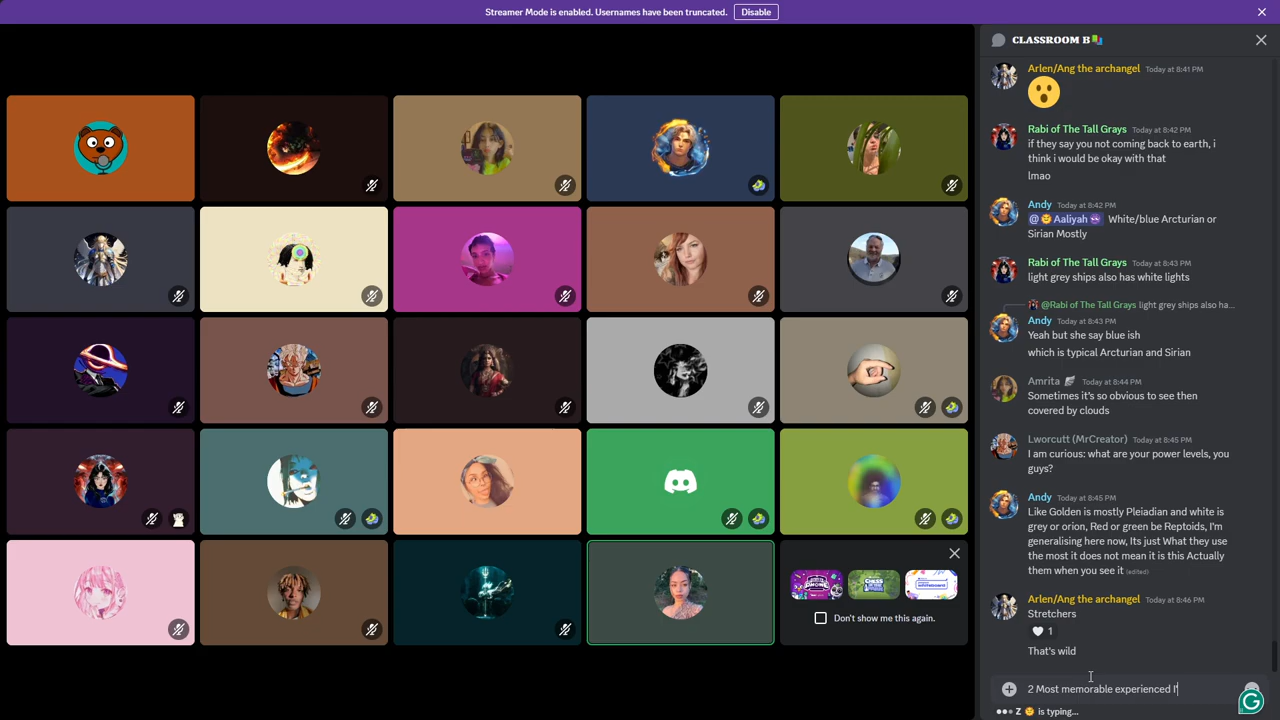 Streamer Mode is enabled. Usernames have been truncated. Disable
CLASSROOM B
Arlen/Ang the archangel Today at 8:41 PM
Rabi of The Tall Grays Today at 8:42 PM
if they say you not coming back to earth, i
think i would be okay with that
lmao
Andy Today at 8:42 PM
@Aaliyah White/blue Arcturian or
Sirian Mostly
Rabi of The Tall Grays Today at 8:43 PM
light grey ships also has white lights
@Rabi of The Tall Grays light grey ships also ha...
Andy Today at 8:43 PM
Yeah but she say blue ish
which is typical Arcturian and Sirian
Amrita Today at 8:44 PM
Sometimes it's so obvious to see then
covered by clouds
Lworcutt (MrCreator) Today at 8:45 PM
I am curious: what are your power levels, you
guys?
Andy Today at 8:45 PM
Like Golden is mostly Pleiadian and white is
grey or orion, Red or green be Reptoids, I'm
generalising here now, Its just What they use
the most it does not mean it is this Actually
them when you see it (edited)
Arlen/Ang the archangel Today at 8:46 PM
Stretchers
1
That's wild
2 Most memorable experienced I'
Z is typing...
Don't show me this again.